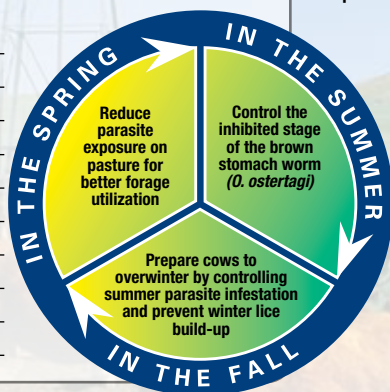 IN THE SPRING
Reduce
parasite
exposure on
pasture for
better forage
utilization
IN THE SUMMER
Control the
inhibited stage
of the brown
stomach worm
(O. ostertagi)
Prepare cows to
overwinter by controlling
summer parasite infestation
and prevent winter lice
build-up
IN THE FALL